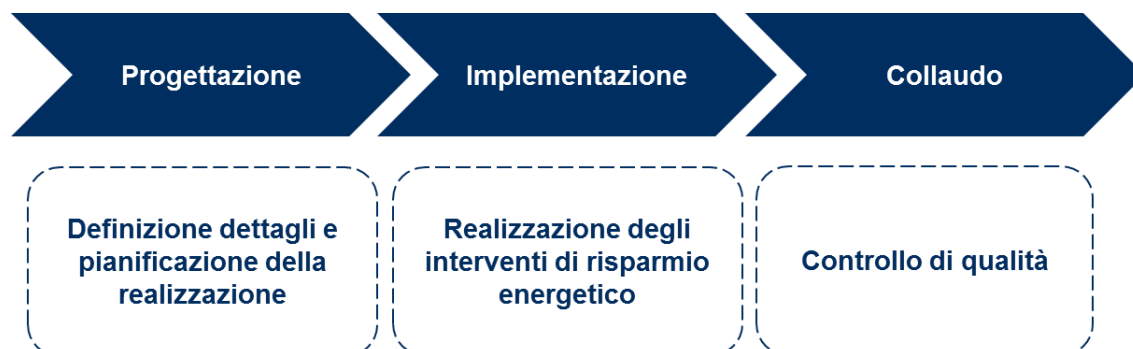 Progettazione
Implementazione
Collaudo
Definizione dettagli e
pianificazione della
realizzazione
Realizzazione degli
interventi di risparmio
energetico
Controllo di qualità